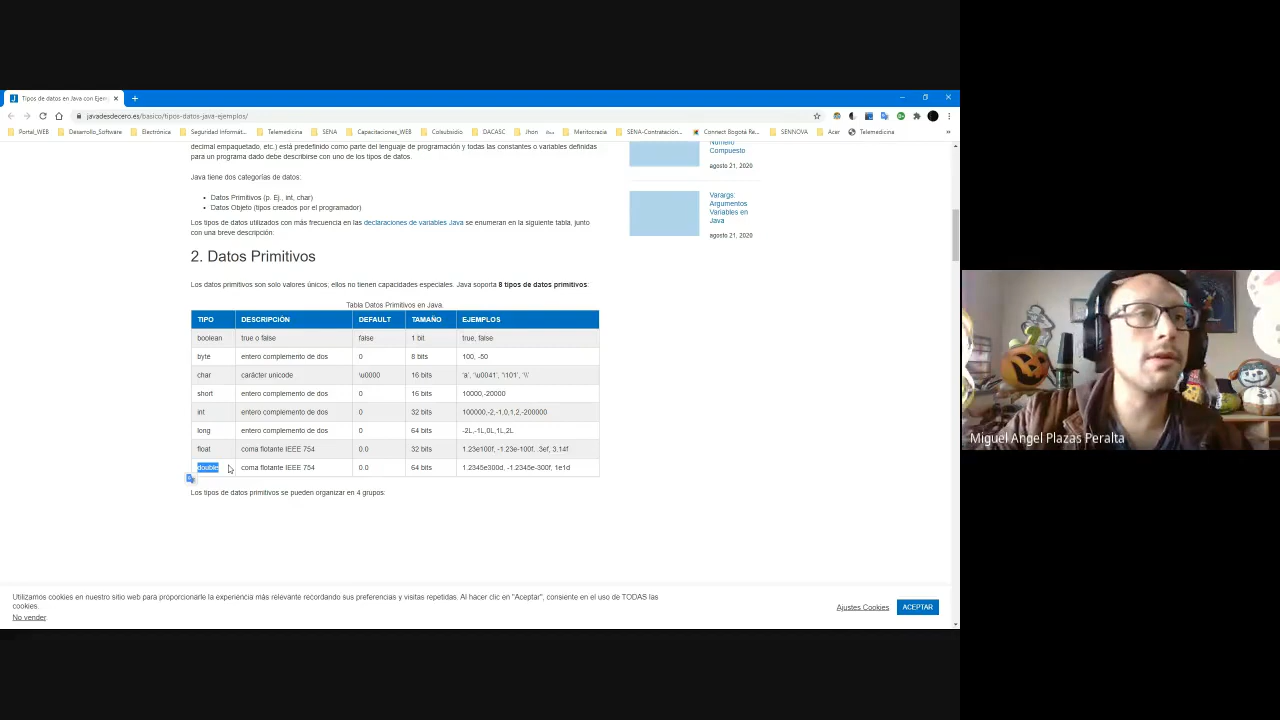 Tipos de datos en Java con Ejem
javadesdecero.es/basico/tipos-datos-java-ejemplos/
Portal_WEB Desarrollo_Software Electrónica Seguridad Informat... Telemedicina SENA Capacitaciones_WEB Colsubsidio DACASC Jhon Meritocracia SENA-Contratación... Connect Bogotá Re... SENNOVA Acer Telemedicina »
decimal empaquetado, etc.) está predefinido como parte del lenguaje de programación y todas las constantes o variables definidas
para un programa dado debe describirse con uno de los tipos de datos.
Java tiene dos categorías de datos:
• Datos Primitivos (p. Ej., int, char)
• Datos Objeto (tipos creados por el programador)
Los tipos de datos utilizados con más frecuencia en las declaraciones de variables Java se enumeran en la siguiente tabla, junto
con una breve descripción:
Número
Compuesto
agosto 21, 2020
Varargs:
Argumentos
Variables en
Java
agosto 21, 2020
2. Datos Primitivos
Los datos primitivos son solo valores únicos; ellos no tienen capacidades especiales. Java soporta 8 tipos de datos primitivos:
Tabla Datos Primitivos en Java.
TIPO DESCRIPCIÓN DEFAULT TAMAÑO EJEMPLOS
boolean true o false false 1 bit true, false
byte entero complemento de dos 0 8 bits 100, -50
char carácter unicode \u0000 16 bits 'a', '\u0041', '\101', '\\'
short entero complemento de dos 0 16 bits 10000,-20000
int entero complemento de dos 0 32 bits 100000,-2,-1,0,1,2,-200000
long entero complemento de dos 0 64 bits -2L,-1L,0L,1L,2L
float coma flotante IEEE 754 0.0 32 bits 1.23e100f, -1.23e-100f, .3ef, 3.14f
double coma flotante IEEE 754 0.0 64 bits 1.2345e300d, -1.2345e-300f, 1e1d
Los tipos de datos primitivos se pueden organizar en 4 grupos:
Utilizamos cookies en nuestro sitio web para proporcionarle la experiencia más relevante recordando sus preferencias y visitas repetidas. Al hacer clic en "Aceptar", consiente en el uso de TODAS las
cookies.
No vender
Ajustes Cookies
ACEPTAR
Miguel Angel Plazas Peralta